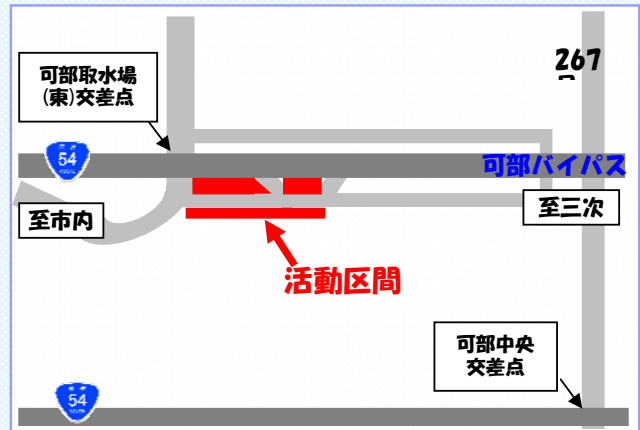 267
可部取水場
(東)交差点
54
可部バイパス
至市内
至三次
活動区間
可部中央
交差点
54